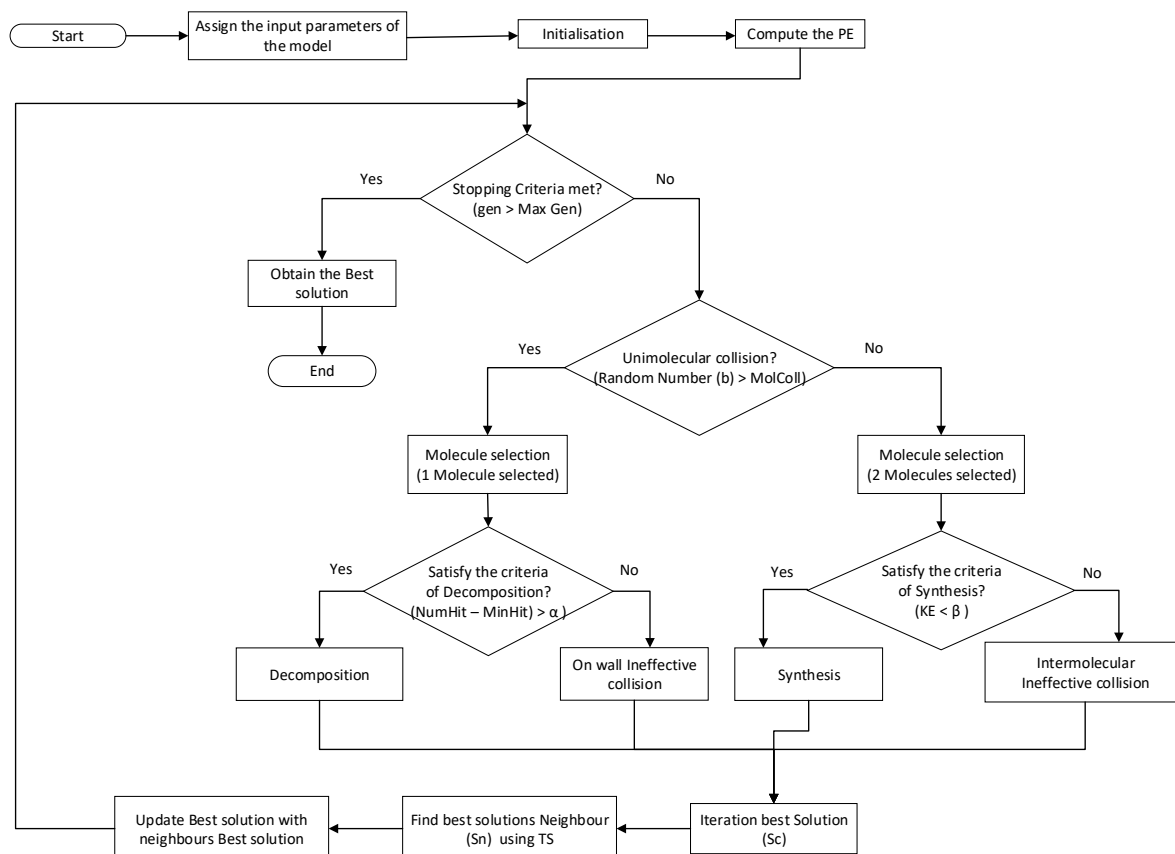 Start
Assign the input parameters of
the model
Initialisation
Compute the PE
Yes
Stopping Criteria met?
(gen > Max Gen)
No
Obtain the Best
solution
End
Yes
Unimolecular collision?
(Random Number (b) > MolColl)
No
Molecule selection
(1 Molecule selected)
Molecule selection
(2 Molecules selected)
Yes
Satisfy the criteria
of Decomposition?
(NumHit – MinHit) > α )
No
Yes
Satisfy the criteria
of Synthesis?
(KE < β )
No
Decomposition
On wall Ineffective
collision
Synthesis
Intermolecular
Ineffective collision
Update Best solution with
neighbours Best solution
Find best solutions Neighbour
(Sn) using TS
Iteration best Solution
(Sc)